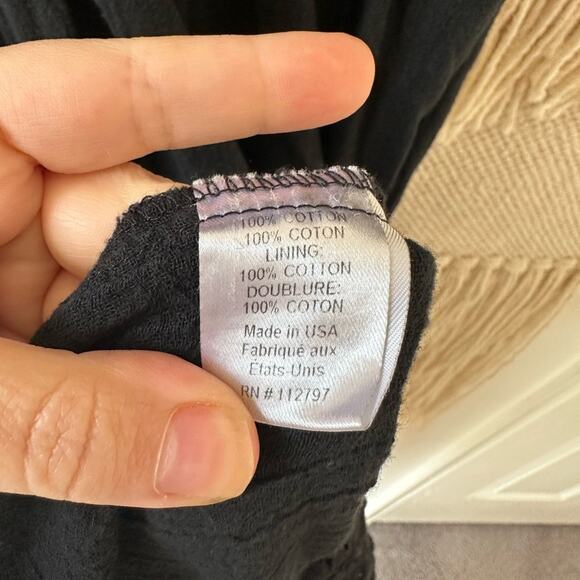 100% COTTON
100% COTON
LINING:
100% COTTON
DOUBLURE:
100% COTON
Made in USA
Fabriqué aux
Etats-Unis
RN # 112797